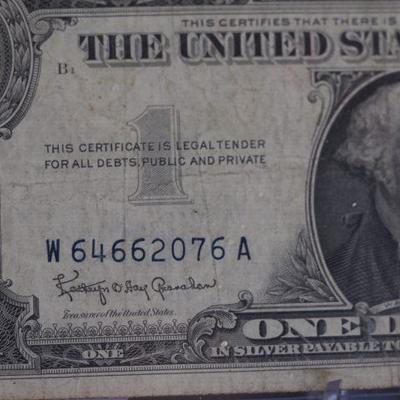 THIS CERTIFIES THAT THERE IS
THE UNITED STA
B1
1
THIS CERTIFICATE IS LEGAL TENDER
FOR ALL DEBTS, PUBLIC AND PRIVATE
W 64662076 A
Treasurer of the United States.
ONE
ONE D
IN SILVER PAYABLE TO